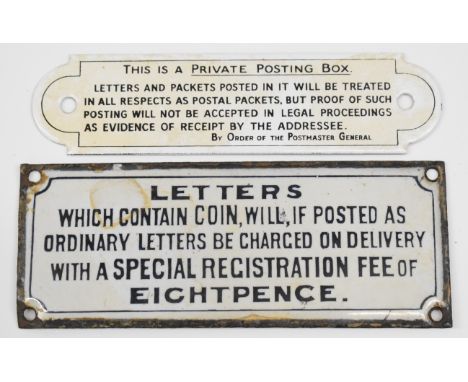 THIS IS A PRIVATE POSTING BOX.
LETTERS AND PACKETS POSTED IN IT WILL BE TREATED
IN ALL RESPECTS AS POSTAL PACKETS, BUT PROOF OF SUCH
POSTING WILL NOT BE ACCEPTED IN LEGAL PROCEEDINGS
AS EVIDENCE OF RECEIPT BY THE ADDRESSEE.
BY ORDER OF THE POSTMASTER GENERAL
LETTERS
WHICH CONTAIN COIN, WILL, IF POSTED AS
ORDINARY LETTERS BE CHARGED ON DELIVERY
WITH A SPECIAL REGISTRATION FEE OF
EIGHTPENCE.